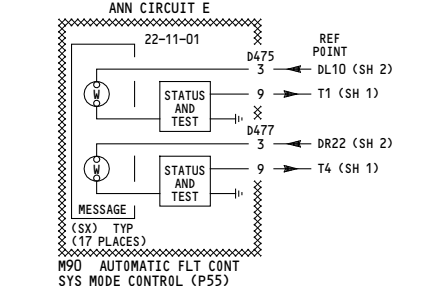 ANN CIRCUIT E
22-11-01
REF
POINT
D475
3 DL10 (SH 2)
W
STATUS
AND
TEST
9 T1 (SH 1)
D477
3 DR22 (SH 2)
W
STATUS
AND
TEST
9 T4 (SH 1)
MESSAGE
(SX) TYP
(17 PLACES)
M90 AUTOMATIC FLT CONT
SYS MODE CONTROL (P55)